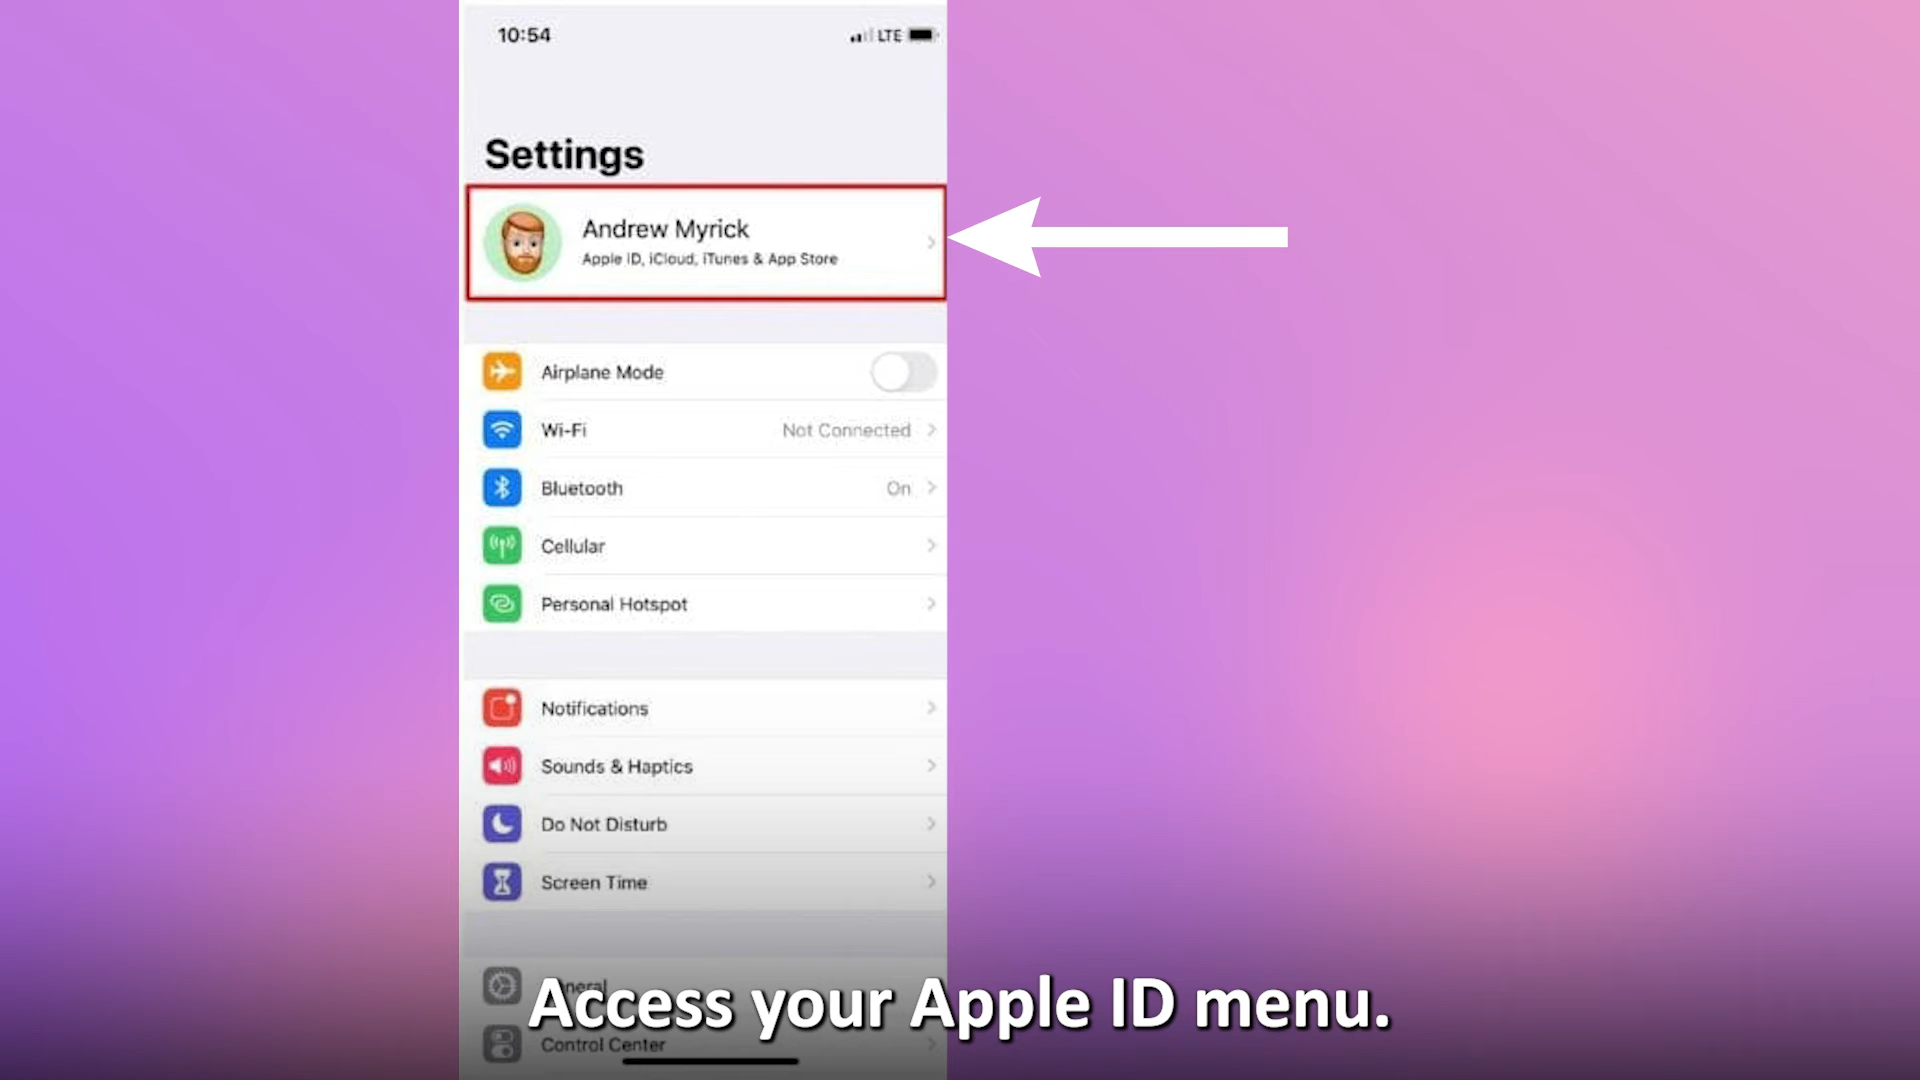 10:54
LTE
Settings
Andrew Myrick
Apple ID, iCloud, iTunes & App Store
Airplane Mode
Wi-Fi
Not Connected
Bluetooth
On
Cellular
Personal Hotspot
Notifications
Sounds & Haptics
Do Not Disturb
Screen Time
Access your Apple ID menu.
Control Center